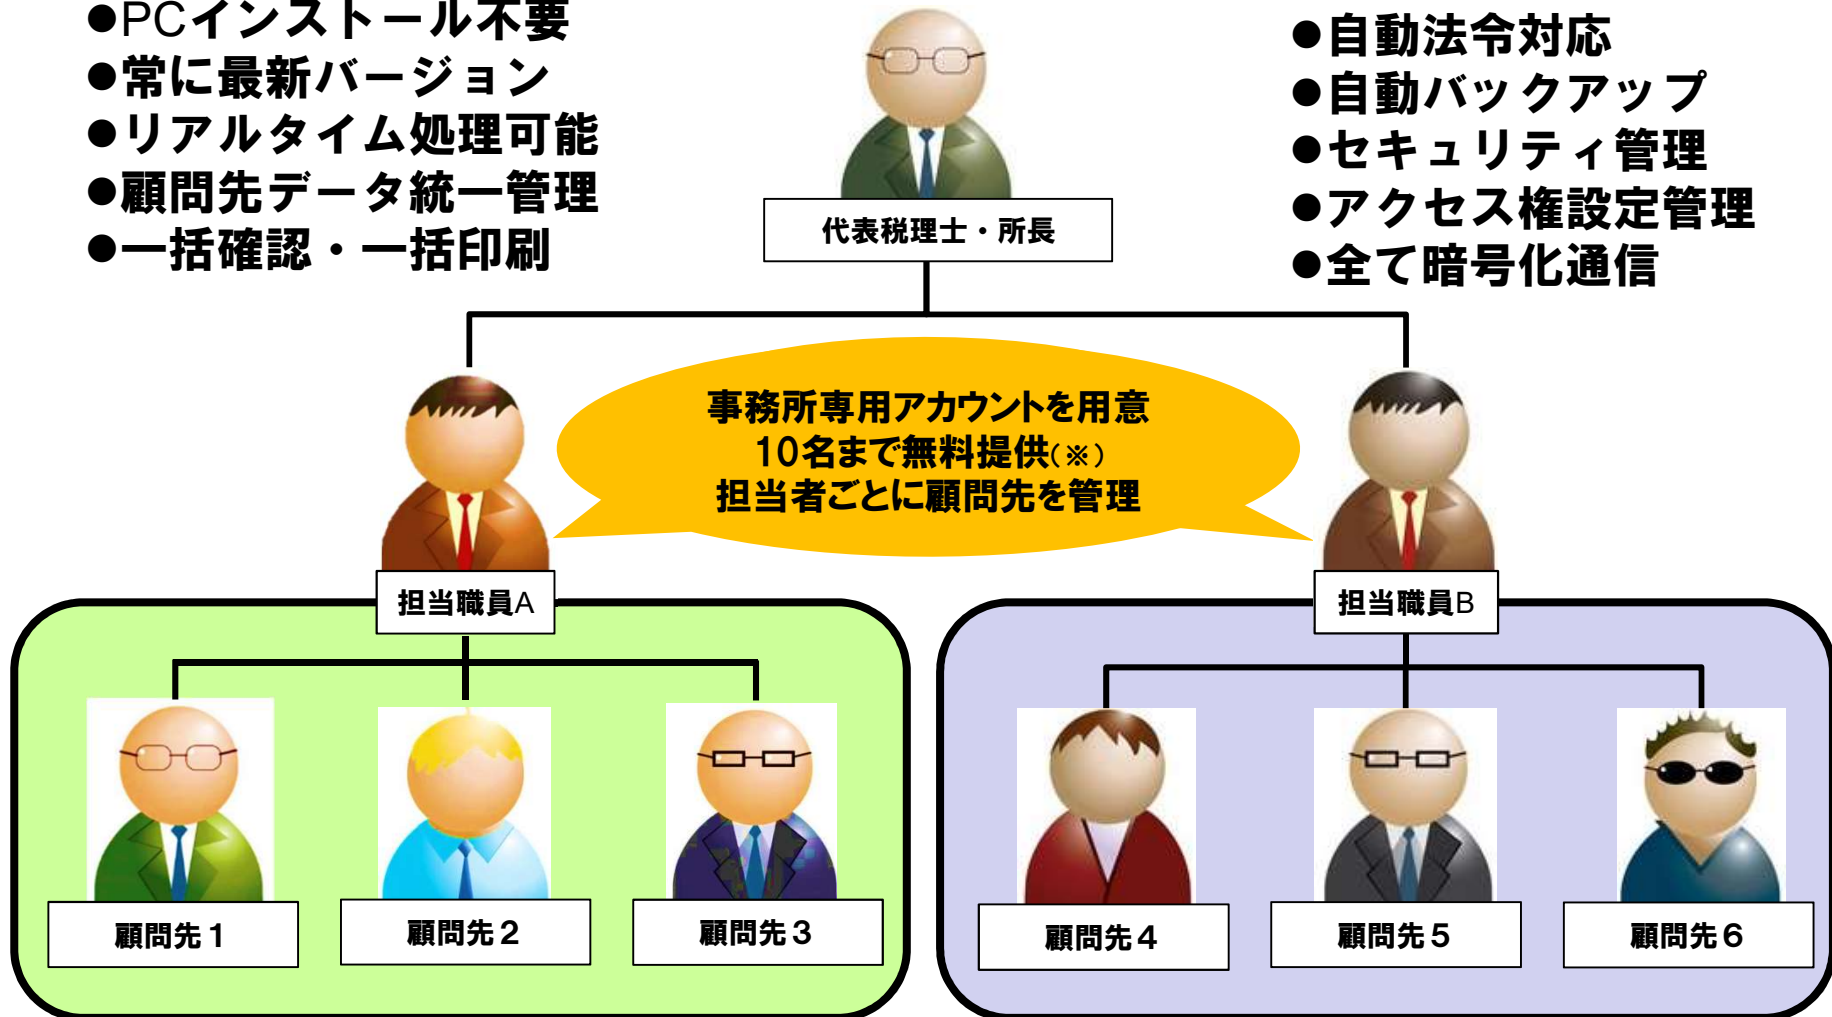 ●PCインストール不要
●常に最新バージョン
●リアルタイム処理可能
●顧問先データ統一管理
●一括確認・一括印刷
●自動法令対応
●自動バックアップ
●セキュリティ管理
●アクセス権設定管理
●全て暗号化通信
代表税理士・所長
事務所専用アカウントを用意
10名まで無料提供(※)
担当者ごとに顧問先を管理
担当職員A
担当職員B
顧問先1
顧問先2
顧問先3
顧問先4
顧問先5
顧問先6